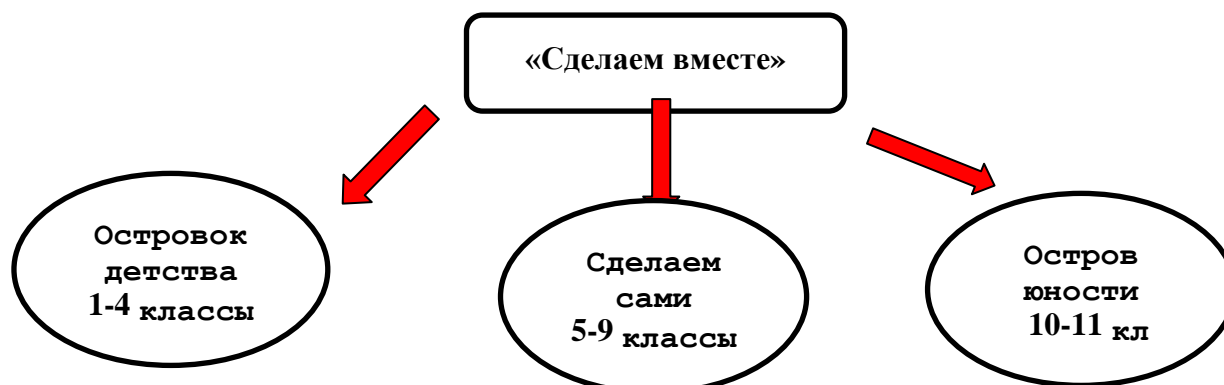 «Сделаем вместе»
Островок
детства
1-4 классы
Сделаем
сами
5-9 классы
Остров
юности
10-11 кл